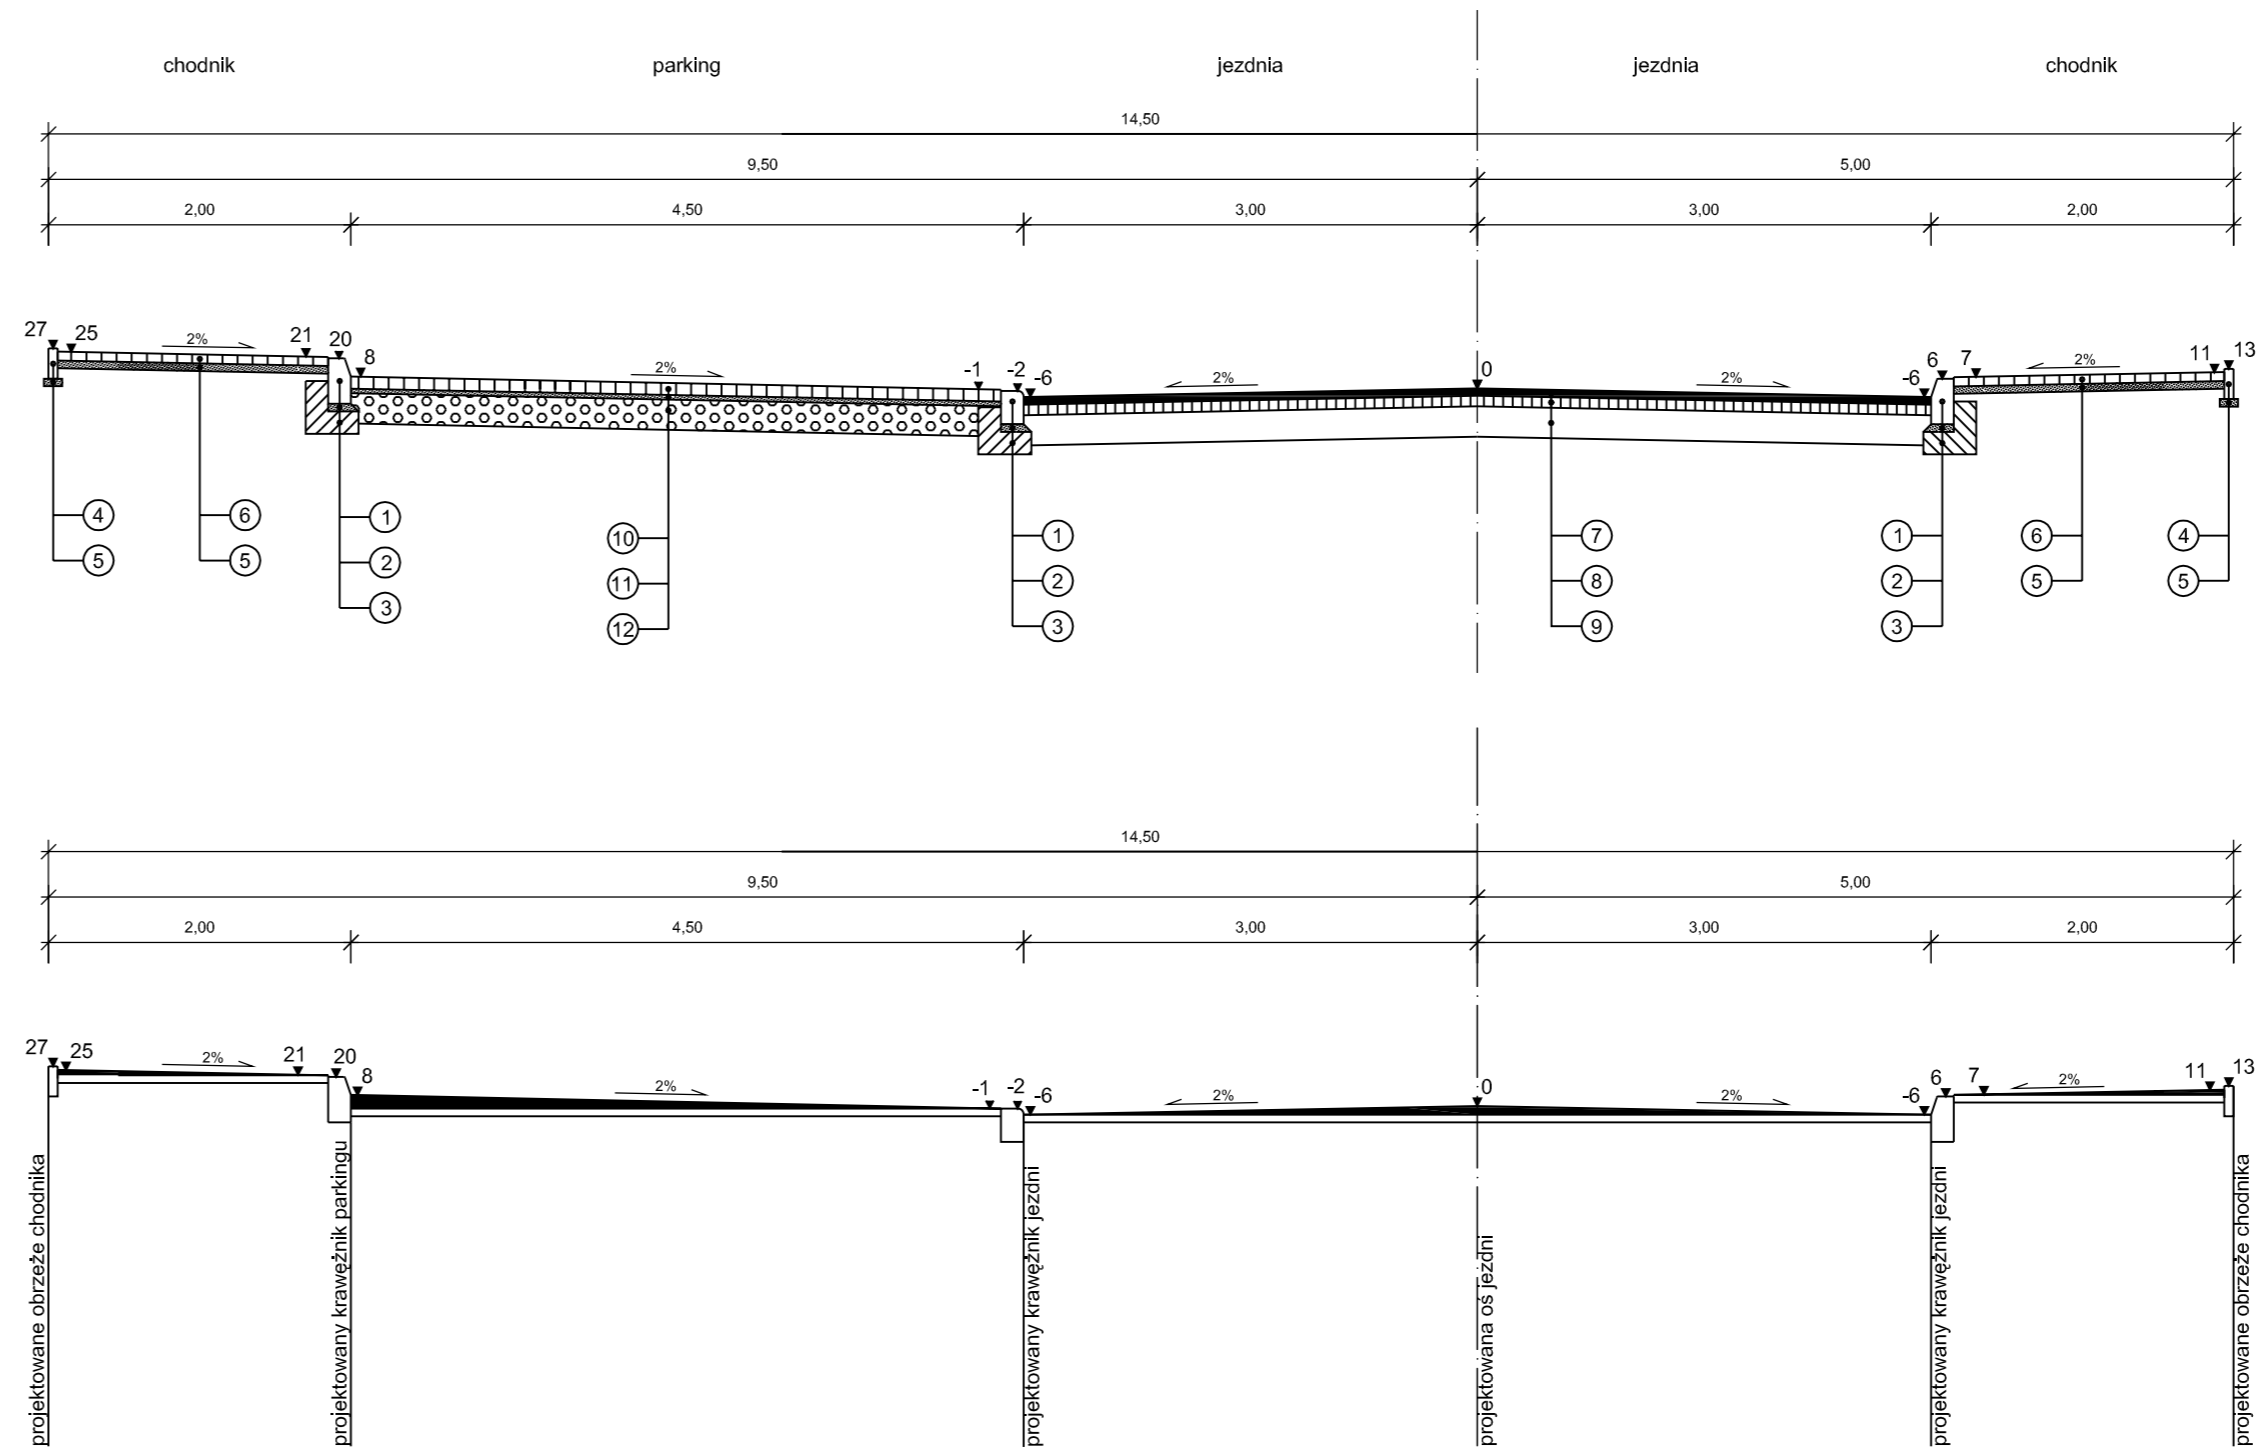 chodnik parking jezdnia jezdnia chodnik
14,50
9,50 5,00
2,00 4,50 3,00 3,00 2,00
27 25 2% 21 20 8 2% -1 -2 -6 2% 0 2% -6 6 7 2% 11 13
4 6 1 10 1 7 1 6 4
5 5 2 11 2 8 2 5 5
3 12 3 9 3
14,50
9,50 5,00
2,00 4,50 3,00 3,00 2,00
27 25 2% 21 20 8 2% -1 -2 -6 2% 0 2% -6 6 7 2% 11 13
projektowane obrzeże chodnika
projektowany krawężnik parkingu
projektowany krawężnik jezdni
projektowana oś jezdni
projektowany krawężnik jezdni
projektowane obrzeże chodnika